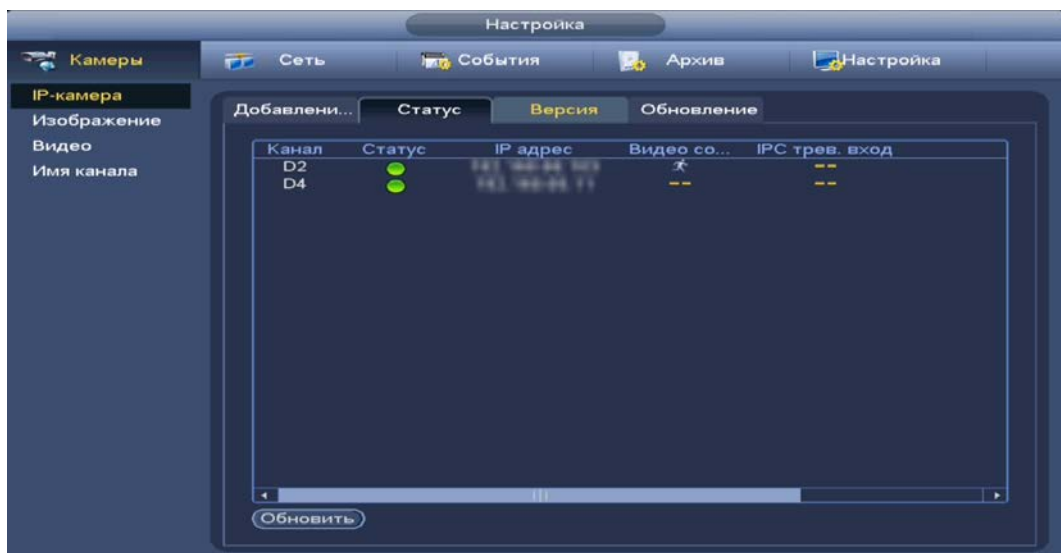 Настройка
Камеры Сеть События Архив Настройка
IP-камера
Изображение
Видео
Имя канала
Добавлени... Статус Версия Обновление
Канал Статус IP адрес Видео со... IPC трев. вход
D2 --
D4 -- --
Обновить